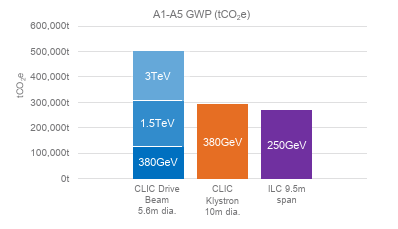 A1-A5 GWP (tCO₂e)
600,000t
500,000t
400,000t
300,000t
200,000t
100,000t
0t
tCO₂e
3TeV
1.5TeV
380GeV
380GeV
250GeV
CLIC Drive
Beam
5.6m dia.
CLIC
Klystron
10m dia.
ILC 9.5m
span